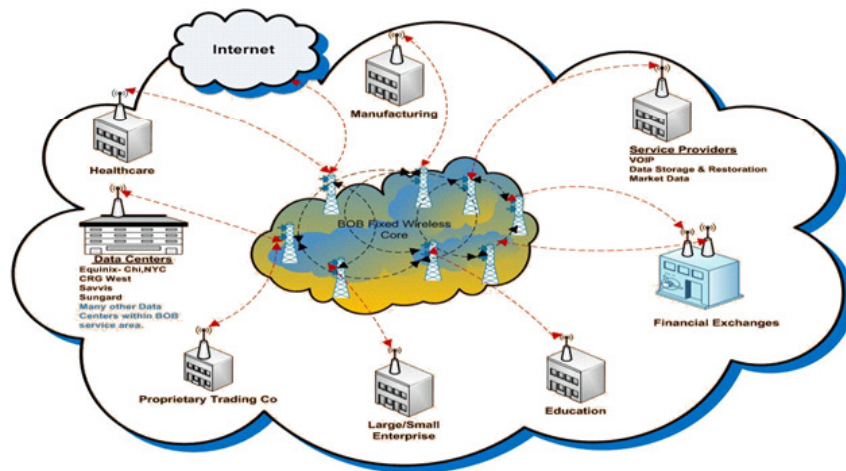 Internet
Manufacturing
Healthcare
Service Providers
VOIP
Data Storage & Restoration
Market Data
BOB Fixed Wireless
Core
Data Centers
Equinix- Chi,NYC
CRG West
Savvis
Sungard
Many other Data
Centers within BOB
service area.
Financial Exchanges
Proprietary Trading Co
Large/Small
Enterprise
Education